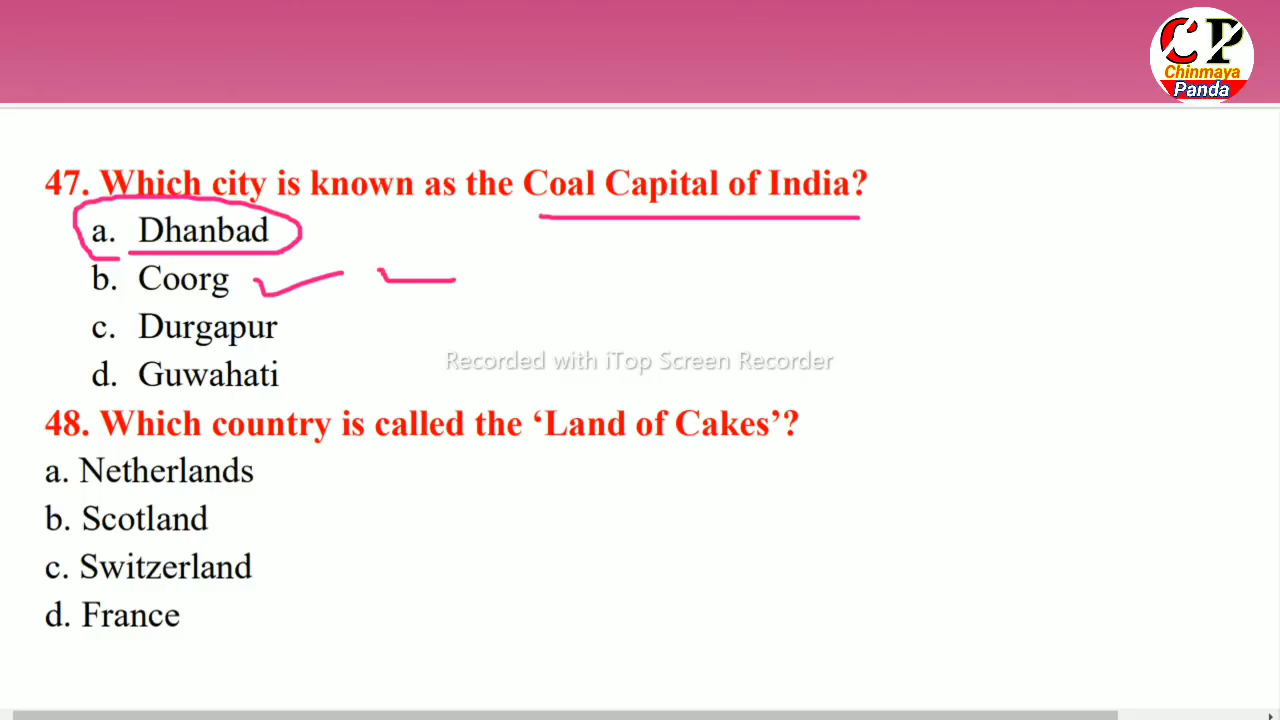 CP
Chinmaya
Panda
47. Which city is known as the Coal Capital of India?
a. Dhanbad
b. Coorg
c. Durgapur
d. Guwahati
Recorded with iTop Screen Recorder
48. Which country is called the ‘Land of Cakes’?
a. Netherlands
b. Scotland
c. Switzerland
d. France